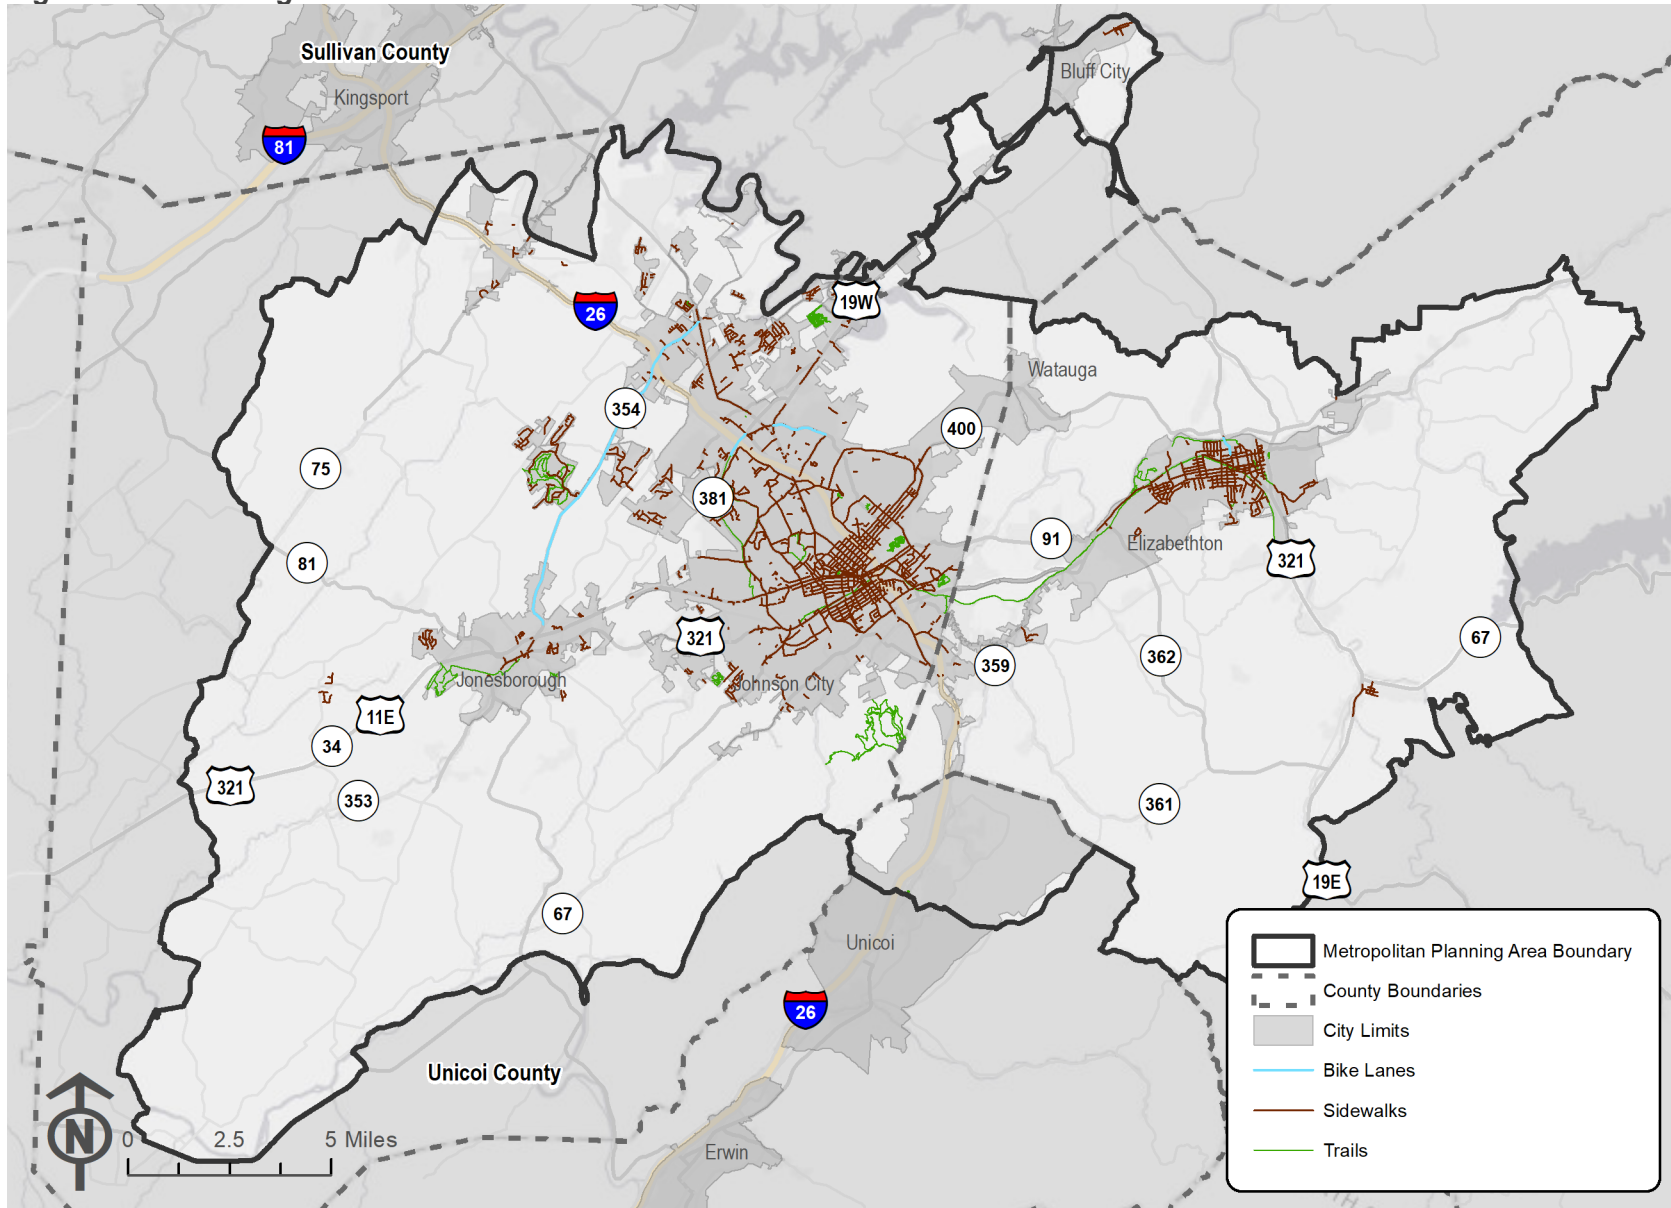 Sullivan County
Kingsport
Bluff City
81
19W
26
Watauga
354
400
75
381
91
Elizabethton
321
81
321
67
359
362
Jonesborough
Johnson City
11E
34
321
353
361
19E
67
Unicoi
26
Unicoi County
Erwin
N
0 2.5 5 Miles
Metropolitan Planning Area Boundary
County Boundaries
City Limits
Bike Lanes
Sidewalks
Trails